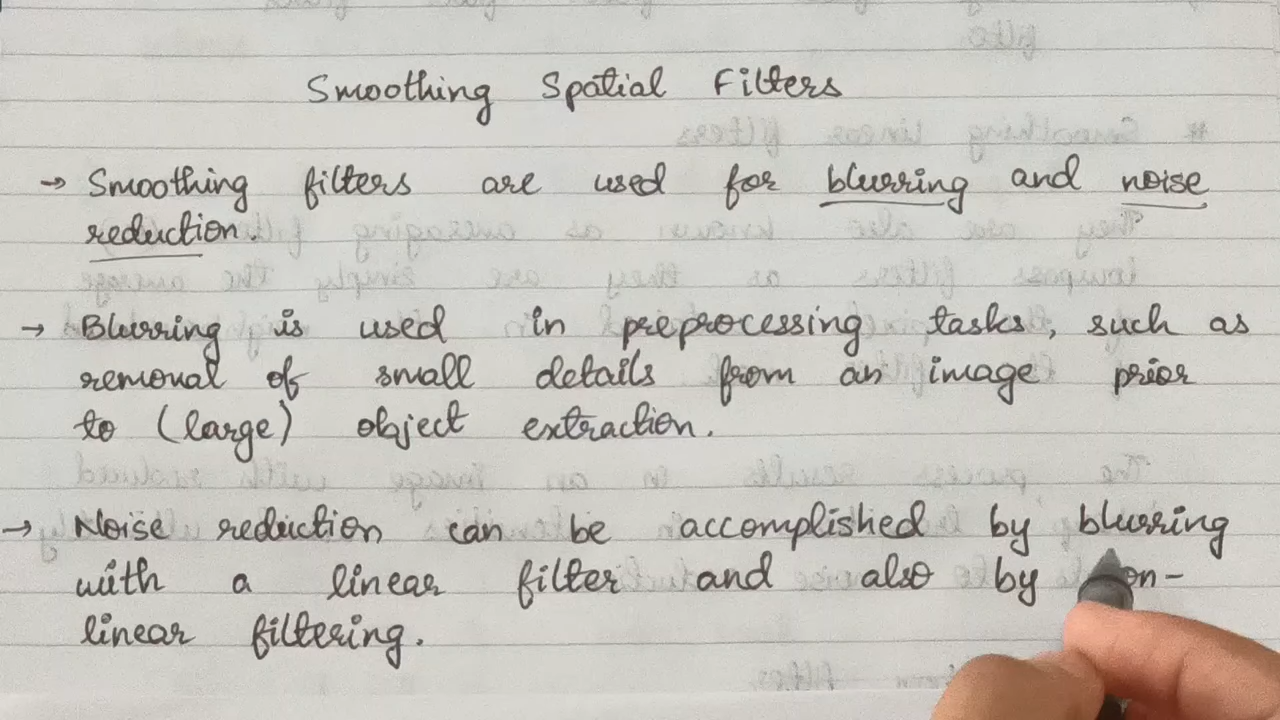 Smoothing Spatial Filters
→ Smoothing filters are used for blurring and noise
reduction.
→ Blurring is used in preprocessing tasks, such as
removal of small details from an image prior
to (large) object extraction.
→ Noise reduction can be accomplished by blurring
with a linear filter and also by on-
linear filtering.